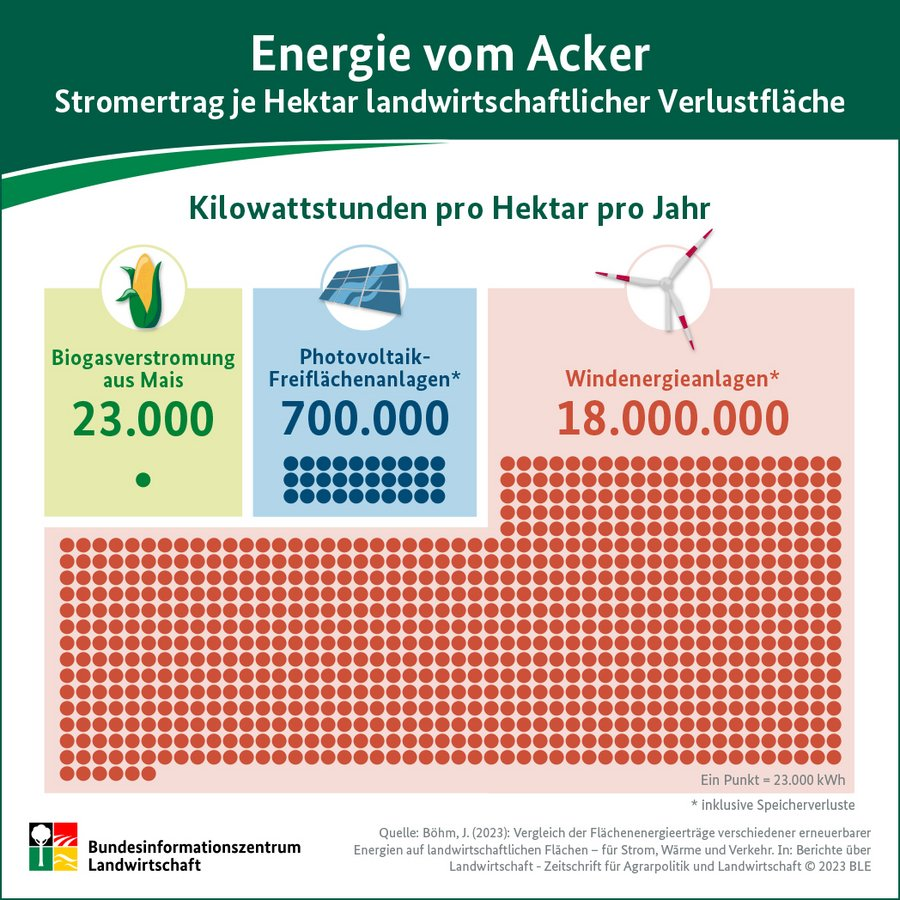 Energie vom Acker
Stromertrag je Hektar landwirtschaftlicher Verlustfläche
Kilowattstunden pro Hektar pro Jahr
Biogasverstromung
aus Mais
23.000
Photovoltaik-
Freiflächenanlagen*
700.000
Windenergieanlagen*
18.000.000
Ein Punkt = 23.000 kWh
* inklusive Speicherverluste
Bundesinformationszentrum
Landwirtschaft
Quelle: Böhm, J. (2023): Vergleich der Flächenenergieerträge verschiedener erneuerbarer
Energien auf landwirtschaftlichen Flächen – für Strom, Wärme und Verkehr. In: Berichte über
Landwirtschaft - Zeitschrift für Agrarpolitik und Landwirtschaft © 2023 BLE